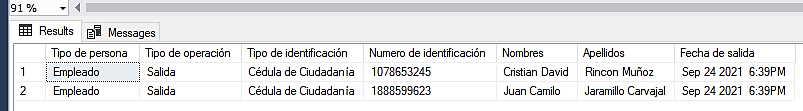 91 %
Results Messages
Tipo de persona Tipo de operación Tipo de identificación Numero de identificación Nombres Apellidos Fecha de salida
1 Empleado Salida Cédula de Ciudadanía 1078653245 Cristian David Rincon Muñoz Sep 24 2021 6:39PM
2 Empleado Salida Cédula de Ciudadanía 1888599623 Juan Camilo Jaramillo Carvajal Sep 24 2021 6:39PM